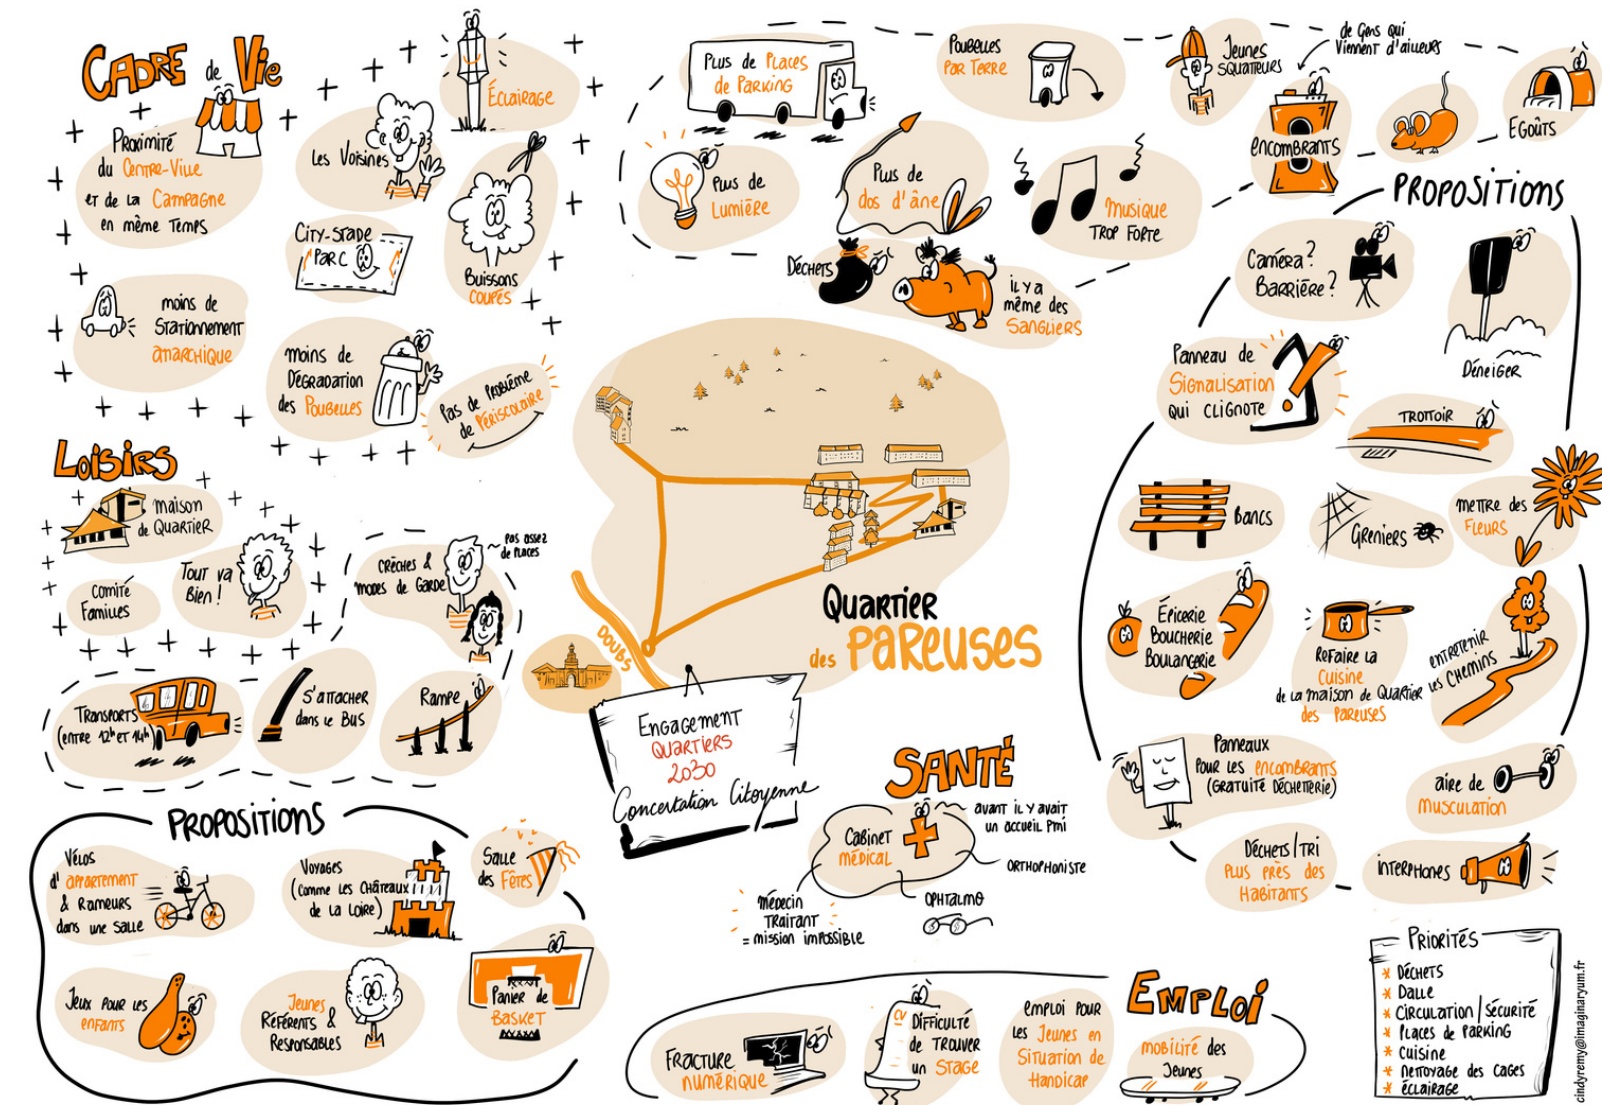 CADRE de Vie
Proximité
du Centre-Ville
et de la Campagne
en même temps
Les Voisines
Éclairage
City-Stade
Parc
Buissons
coupés
moins de
Stationnement
anarchique
moins de
Dégradation
des Poubelles
Pas de Problème
de Périscolaire
Plus de Places
de Parking
Poubelles
Par Terre
Jeunes
Squatteurs
de Gens qui
Viennent d'ailleurs
encombrants
Egoûts
Plus de
Lumière
Plus de
dos d'âne
Musique
trop forte
Déchets
il y a
même des
Sangliers
PROPOSITIONS
Caméra?
Barrière?
Déneiger
Panneau de
Signalisation
qui clignote
Trottoir
Bancs
Greniers
mettre des
Fleurs
Épicerie
Boucherie
Boulangerie
Refaire la
Cuisine
de la maison de Quartier
des Pareuses
entretenir
les chemins
Panneaux
Pour les encombrants
(Gratuité Déchetterie)
aire de
musculation
Déchets/Tri
Plus près des
Habitants
interphones
Loisirs
maison
de Quartier
comité
Familles
Tout va
Bien !
Crèches &
modes de Garde
Pas assez
de Places
Transports
(entre 12h et 14h)
S'attacher
dans le Bus
Rampe
PROPOSITIONS
Vélos
d'appartement
& Rameurs
dans une Salle
Voyages
(Comme les Châteaux
de la Loire)
Salle
des Fêtes
Jeux Pour les
enfants
Jeunes
Référents &
Responsables
Panier de
Basket
Doubs
Quartier
des Pareuses
Engagement
Quartiers
2030
Concertation Citoyenne
SANTÉ
Cabinet
médical
avant il y avait
un accueil Pmi
Orthophoniste
Ophtalmo
médecin
Traitant
= mission impossible
EMPLOI
Fracture
numérique
CV
Difficulté
de Trouver
un Stage
emploi Pour
les Jeunes en
Situation de
Handicap
mobilité des
Jeunes
Priorités
* Déchets
* Dalle
* Circulation/Sécurité
* Places de Parking
* Cuisine
* nettoyage des Cages
* éclairage
cindyremy@imaginaryum.fr